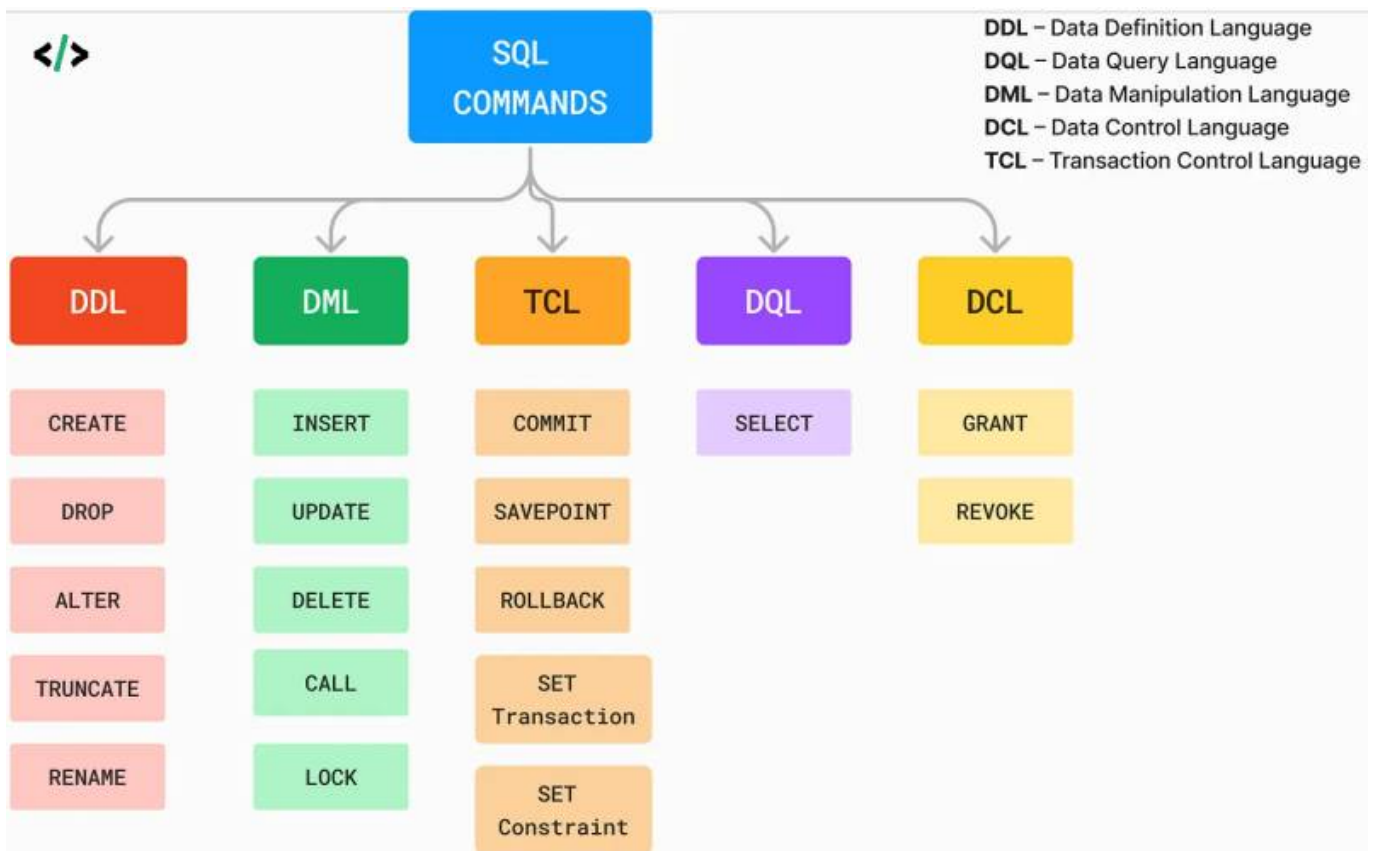 </>
SQL
COMMANDS
DDL – Data Definition Language
DQL – Data Query Language
DML – Data Manipulation Language
DCL – Data Control Language
TCL – Transaction Control Language
DDL
DML
TCL
DQL
DCL
CREATE
INSERT
COMMIT
SELECT
GRANT
DROP
UPDATE
SAVEPOINT
REVOKE
ALTER
DELETE
ROLLBACK
TRUNCATE
CALL
SET
Transaction
RENAME
LOCK
SET
Constraint